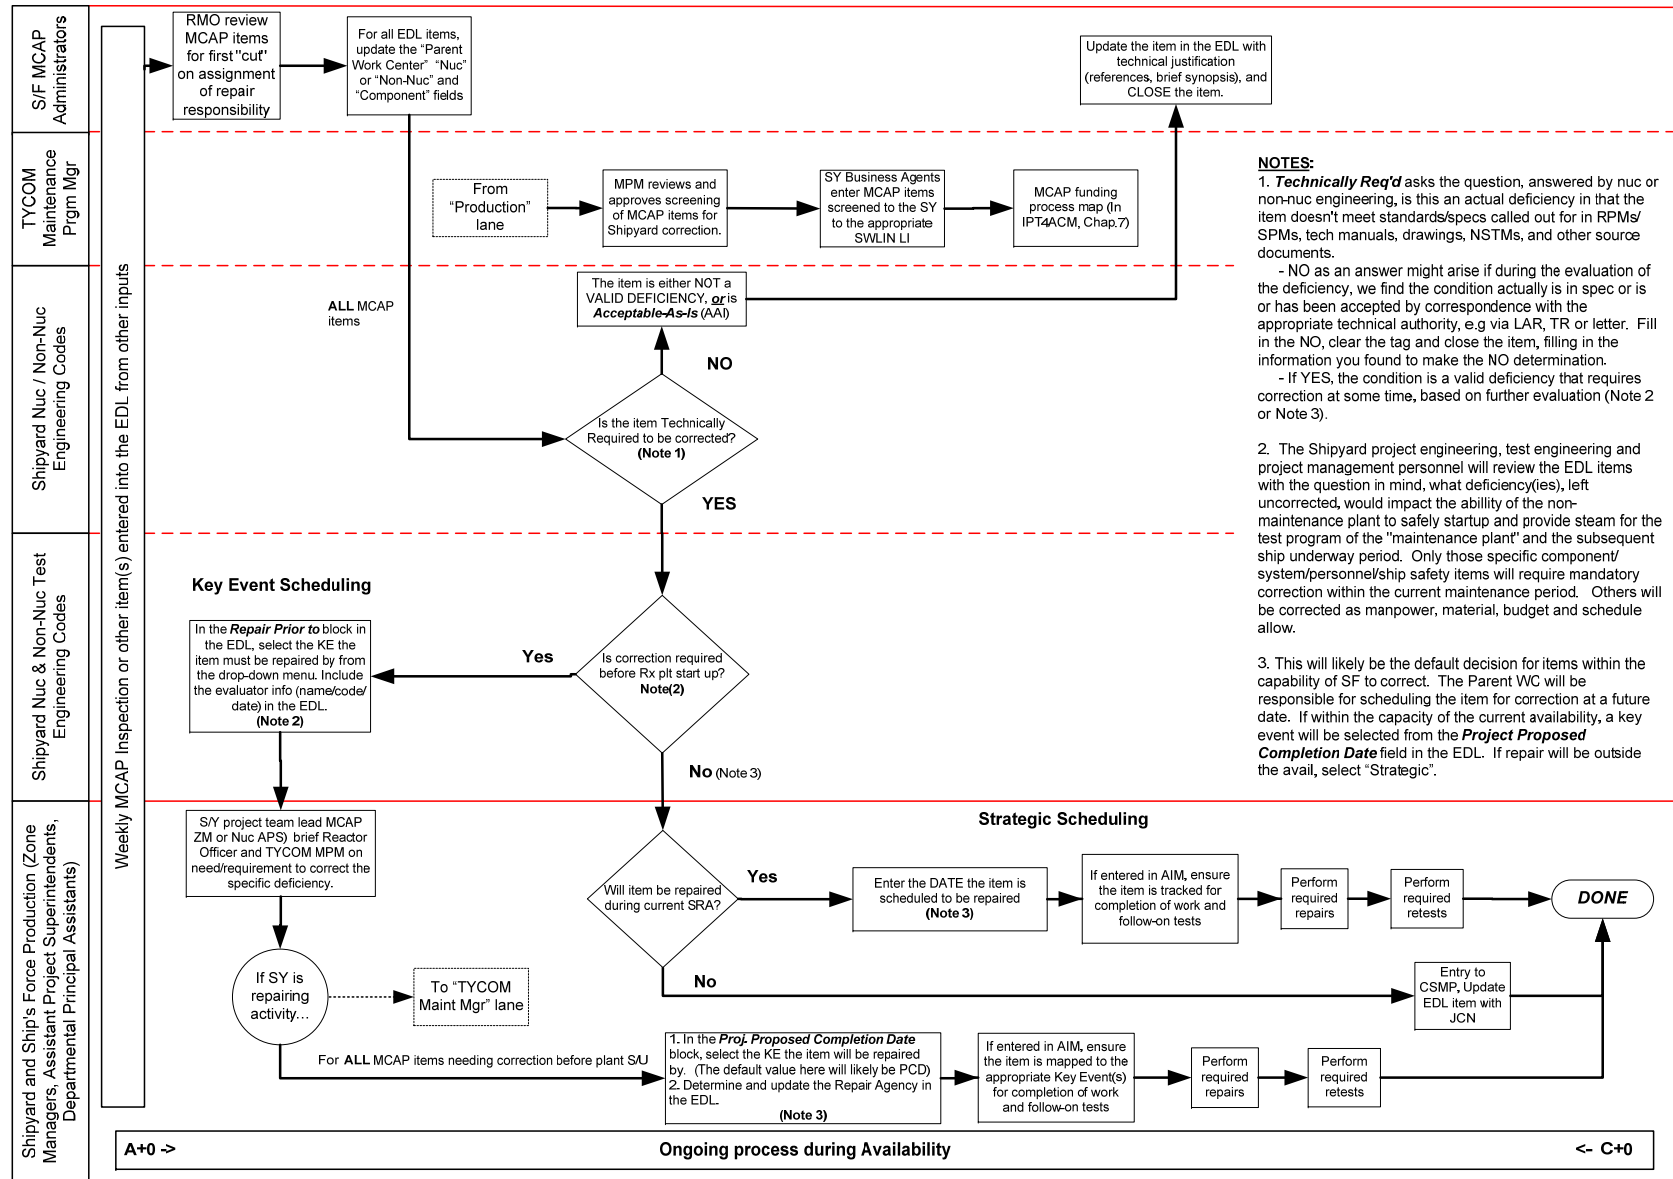 S/F MCAP
Administrators
TYCOM
Maintenance
Prgm Mgr
Shipyard Nuc / Non-Nuc
Engineering Codes
Shipyard Nuc & Non-Nuc Test
Engineering Codes
Shipyard and Ship's Force Production (Zone
Managers, Assistant Project Superintendents,
Departmental Principal Assistants)
Weekly MCAP Inspection or other item(s) entered into the EDL from other inputs
RMO review
MCAP items
for first "cut"
on assignment
of repair
responsibility
For all EDL items,
update the “Parent
Work Center” “Nuc”
or “Non-Nuc” and
“Component” fields
Update the item in the EDL with
technical justification
(references, brief synopsis), and
CLOSE the item.
From
“Production”
lane
MPM reviews and
approves screening
of MCAP items for
Shipyard correction.
SY Business Agents
enter MCAP items
screened to the SY
to the appropriate
SWLIN LI
MCAP funding
process map (In
IPT4ACM, Chap.7)
ALL MCAP
items
The item is either NOT a
VALID DEFICIENCY, or is
Acceptable-As-Is (AAI)
NO
Is the item Technically
Required to be corrected?
(Note 1)
YES
Key Event Scheduling
In the Repair Prior to block in
the EDL, select the KE the
item must be repaired by from
the drop-down menu. Include
the evaluator info (name/code/
date) in the EDL.
(Note 2)
Yes
Is correction required
before Rx plt start up?
Note(2)
No (Note 3)
S/Y project team lead MCAP
ZM or Nuc APS) brief Reactor
Officer and TYCOM MPM on
need/requirement to correct the
specific deficiency.
If SY is
repairing
activity...
To “TYCOM
Maint Mgr” lane
For ALL MCAP items needing correction before plant S/U
Strategic Scheduling
Will item be repaired
during current SRA?
Yes
No
Enter the DATE the item is
scheduled to be repaired
(Note 3)
If entered in AIM, ensure
the item is tracked for
completion of work and
follow-on tests
Perform
required
repairs
Perform
required
retests
DONE
Entry to
CSMP, Update
EDL item with
JCN
1. In the Proj. Proposed Completion Date
block, select the KE the item will be repaired
by. (The default value here will likely be PCD)
2. Determine and update the Repair Agency in
the EDL.
(Note 3)
If entered in AIM, ensure
the item is mapped to the
appropriate Key Event(s)
for completion of work
and follow-on tests
Perform
required
repairs
Perform
required
retests
NOTES:
1. Technically Req'd asks the question, answered by nuc or
non-nuc engineering, is this an actual deficiency in that the
item doesn't meet standards/specs called out for in RPMs/
SPMs, tech manuals, drawings, NSTMs, and other source
documents.
- NO as an answer might arise if during the evaluation of
the deficiency, we find the condition actually is in spec or is
or has been accepted by correspondence with the
appropriate technical authority, e.g via LAR, TR or letter. Fill
in the NO, clear the tag and close the item, filling in the
information you found to make the NO determination.
- If YES, the condition is a valid deficiency that requires
correction at some time, based on further evaluation (Note 2
or Note 3).
2. The Shipyard project engineering, test engineering and
project management personnel will review the EDL items
with the question in mind, what deficiency(ies), left
uncorrected, would impact the abillity of the non-
maintenance plant to safely startup and provide steam for the
test program of the "maintenance plant" and the subsequent
ship underway period. Only those specific component/
system/personnel/ship safety items will require mandatory
correction within the current maintenance period. Others will
be corrected as manpower, material, budget and schedule
allow.
3. This will likely be the default decision for items within the
capability of SF to correct. The Parent WC will be
responsible for scheduling the item for correction at a future
date. If within the capacity of the current availability, a key
event will be selected from the Project Proposed
Completion Date field in the EDL. If repair will be outside
the avail, select “Strategic”.
A+0 ->
Ongoing process during Availability
<- C+0